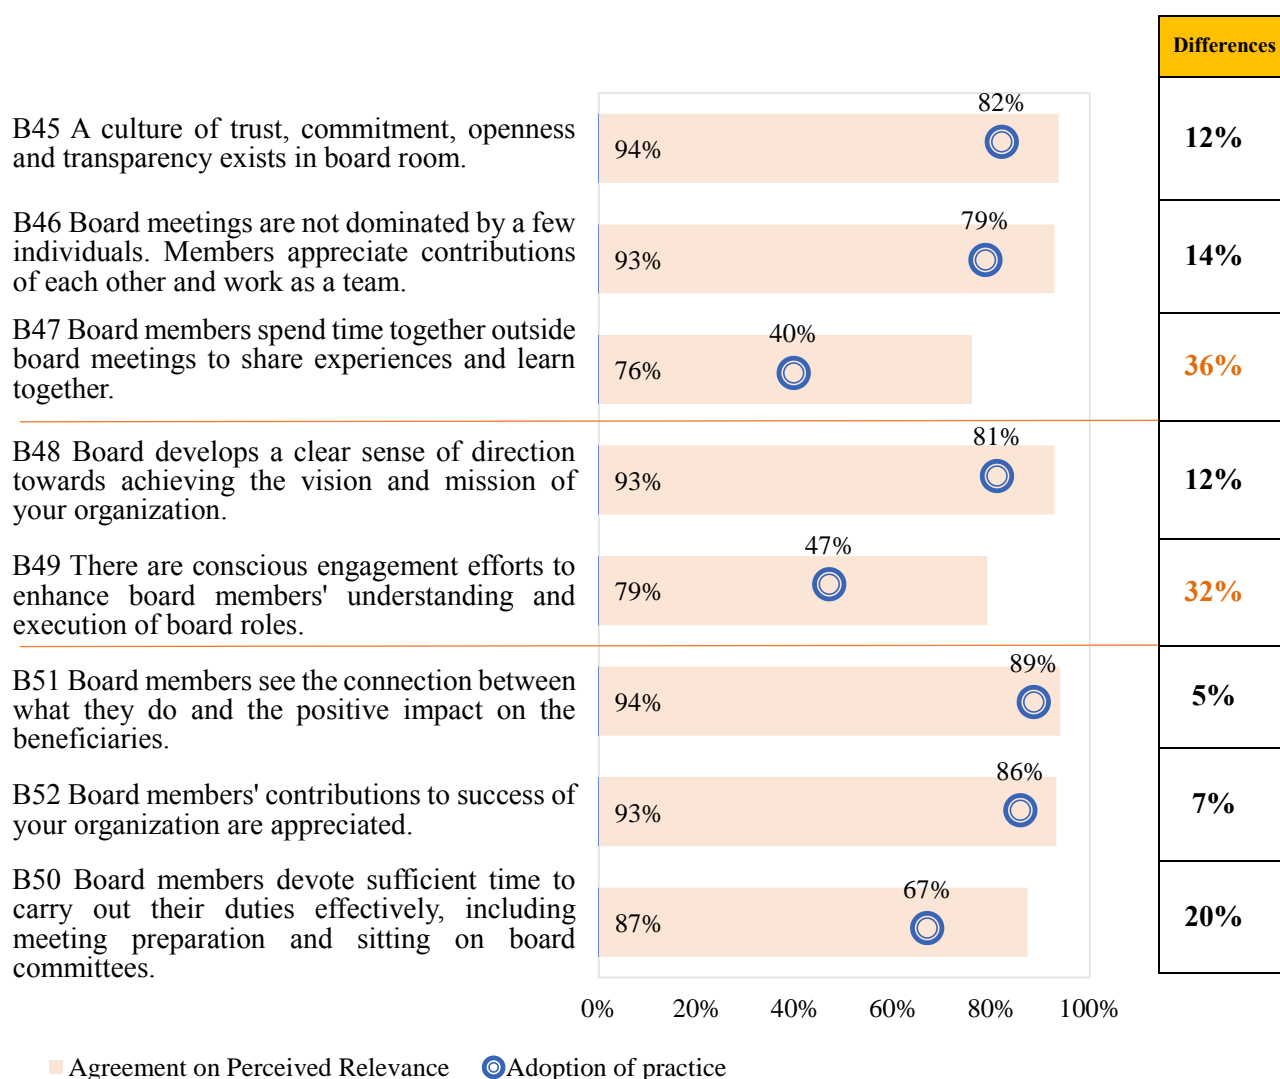 Differences
B45 A culture of trust, commitment, openness
and transparency exists in board room.
94%
82%
12%
B46 Board meetings are not dominated by a few
individuals. Members appreciate contributions
of each other and work as a team.
93%
79%
14%
B47 Board members spend time together outside
board meetings to share experiences and learn
together.
76%
40%
36%
B48 Board develops a clear sense of direction
towards achieving the vision and mission of
your organization.
93%
81%
12%
B49 There are conscious engagement efforts to
enhance board members' understanding and
execution of board roles.
79%
47%
32%
B51 Board members see the connection between
what they do and the positive impact on the
beneficiaries.
94%
89%
5%
B52 Board members' contributions to success of
your organization are appreciated.
93%
86%
7%
B50 Board members devote sufficient time to
carry out their duties effectively, including
meeting preparation and sitting on board
committees.
87%
67%
20%
0% 20% 40% 60% 80% 100%
Agreement on Perceived Relevance Adoption of practice